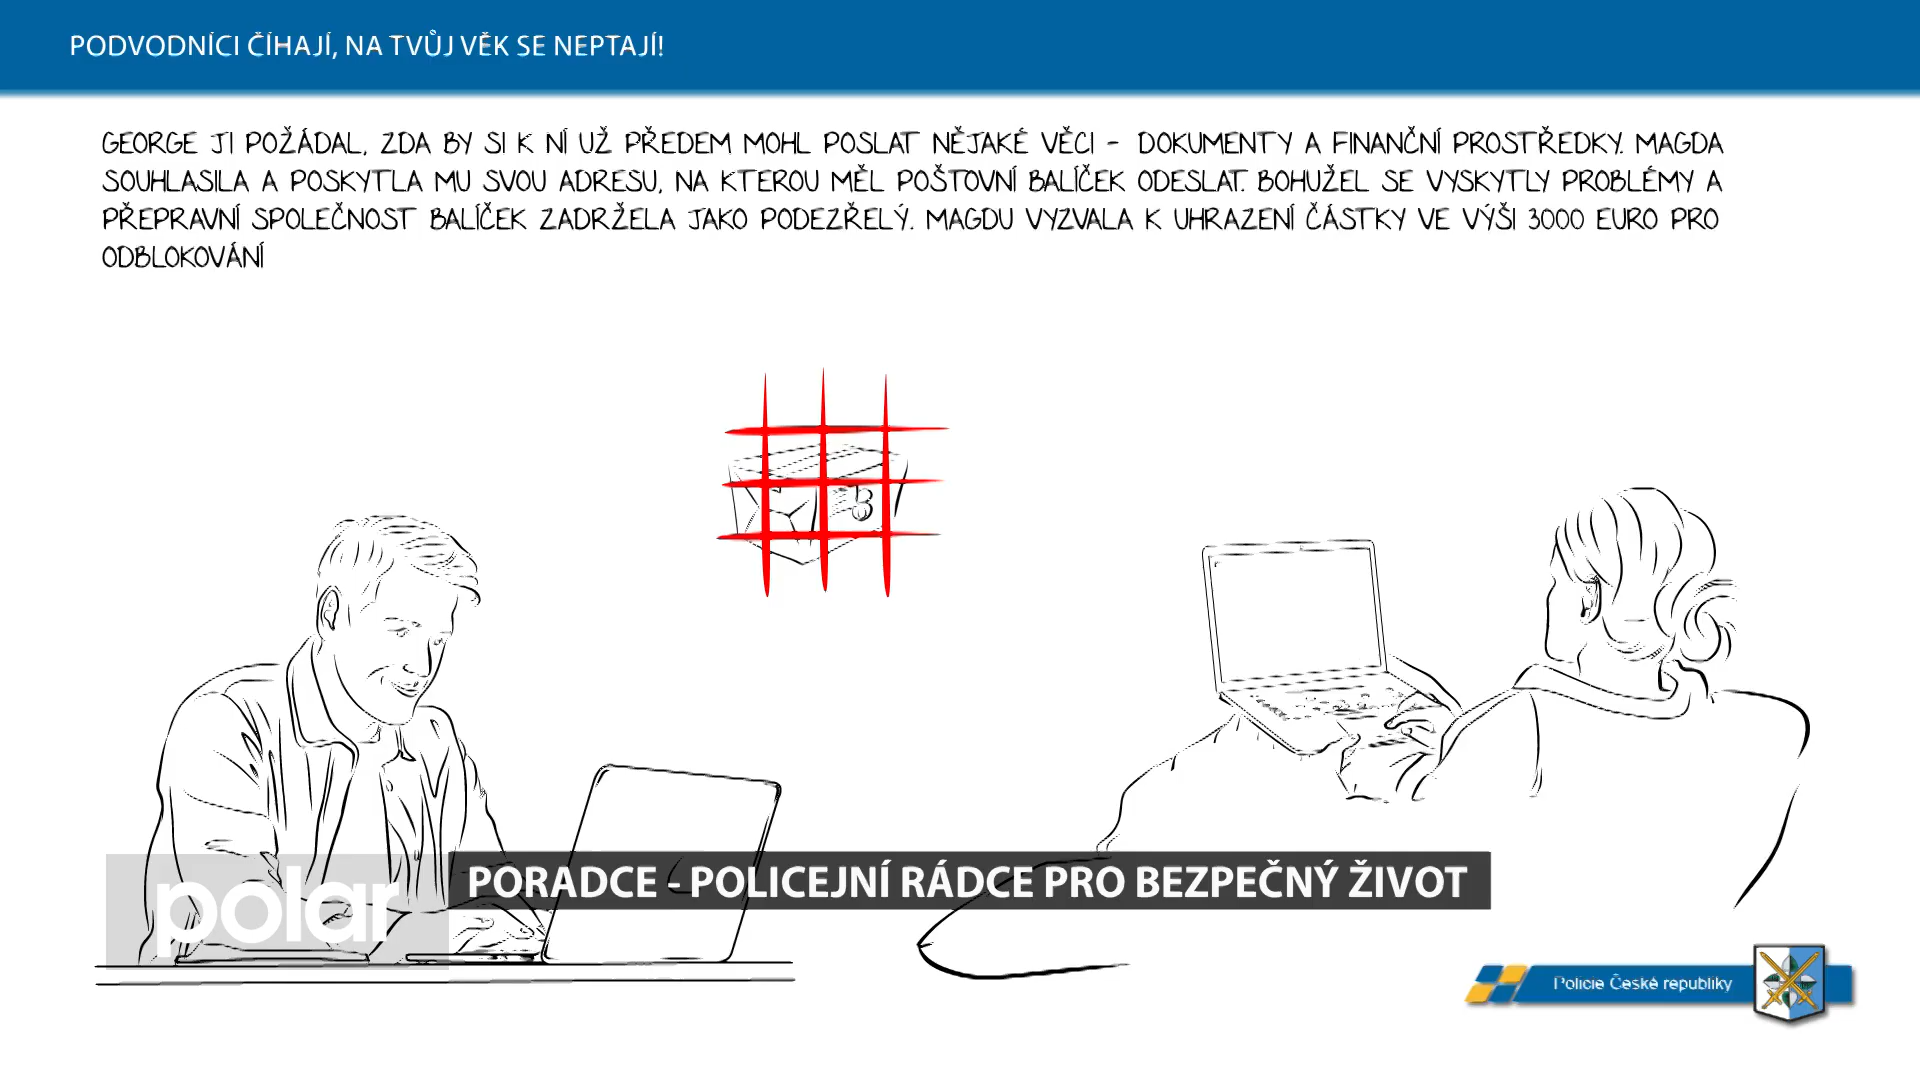 PODVODNÍCI ČÍHAJÍ, NA TVŮJ VĚK SE NEPTAJÍ!
GEORGE JI POŽÁDAL, ZDA BY SI K NÍ UŽ PŘEDEM MOHL POSLAT NĚJAKÉ VĚCI - DOKUMENTY A FINANČNÍ PROSTŘEDKY. MAGDA
SOUHLASILA A POSKYTLA MU SVOU ADRESU, NA KTEROU MĚL POŠTOVNÍ BALÍČEK ODESLAT. BOHUŽEL SE VYSKYTLY PROBLÉMY A
PŘEPRAVNÍ SPOLEČNOST BALÍČEK ZADRŽELA JAKO PODEZŘELÝ. MAGDU VYZVALA K UHRAZENÍ ČÁSTKY VE VÝŠI 3000 EURO PRO
ODBLOKOVÁNÍ
polar
PORADCE - POLICEJNÍ RÁDCE PRO BEZPEČNÝ ŽIVOT
Policie České republiky